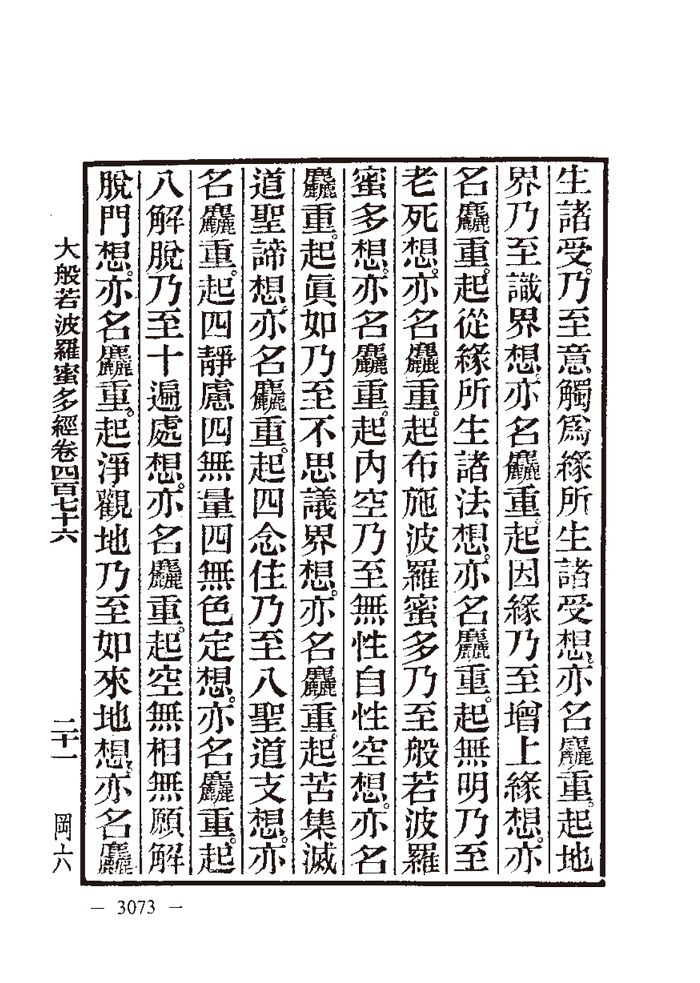 生諸受。乃至意觸爲緣所生諸受想。亦名麤重。起地
界乃至識界想。亦名麤重。起因緣乃至增上緣想。亦
名麤重。起從緣所生諸法想。亦名麤重。起無明乃至
老死想。亦名麤重。起布施波羅蜜多乃至般若波羅
蜜多想。亦名麤重。起內空乃至無性自性空想。亦名
麤重。起眞如乃至不思議界想。亦名麤重。起苦集滅
道聖諦想。亦名麤重。起四念住乃至八聖道支想。亦
名麤重。起四靜慮四無量四無色定想。亦名麤重。起
八解脫乃至十遍處想。亦名麤重。起空無相無願解
脫門想。亦名麤重。起淨觀地乃至如來地想。亦名麤
大般若波羅蜜多經卷四百七十六 二十一 岡六
— 3073 —